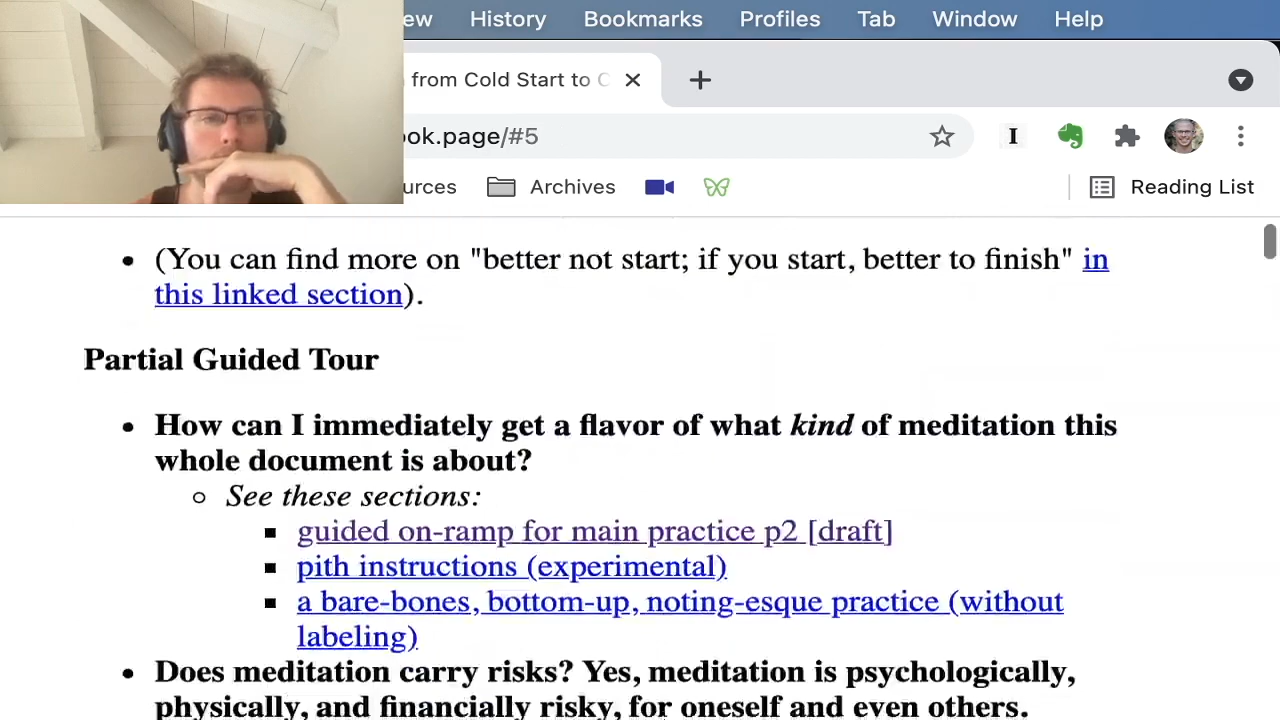 ew History Bookmarks Profiles Tab Window Help
from Cold Start to C
ook.page/#5
I
urces Archives Reading List
• (You can find more on "better not start; if you start, better to finish" in
this linked section).
Partial Guided Tour
• How can I immediately get a flavor of what kind of meditation this
whole document is about?
○ See these sections:
■ guided on-ramp for main practice p2 [draft]
■ pith instructions (experimental)
■ a bare-bones, bottom-up, noting-esque practice (without
labeling)
• Does meditation carry risks? Yes, meditation is psychologically,
physically, and financially risky, for oneself and even others.